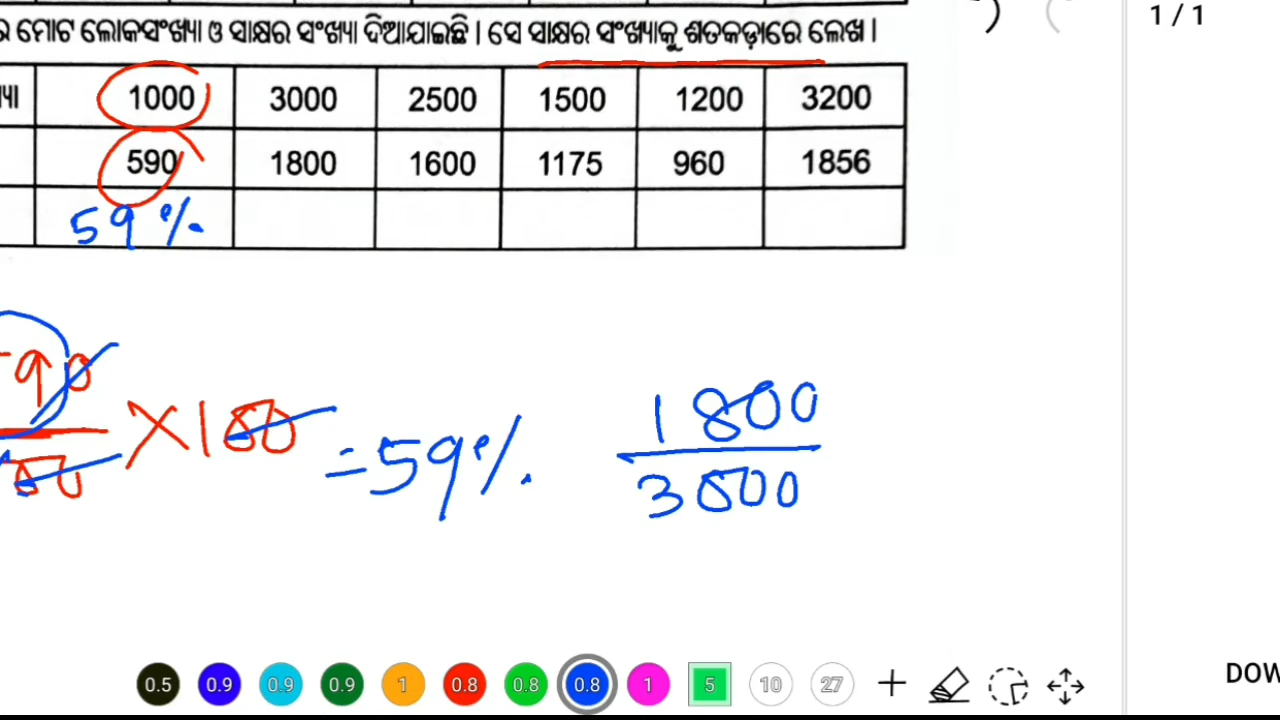 1 / 1
ମୋଟ ଲୋକସଂଖ୍ୟା ଓ ସାକ୍ଷର ସଂଖ୍ୟା ଦିଆଯାଇଛି । ସେ ସାକ୍ଷର ସଂଖ୍ୟାକୁ ଶତକଡ଼ାରେ ଲେଖ ।
1000 3000 2500 1500 1200 3200
590 1800 1600 1175 960 1856
59 %
90 × 100 = 59 % 1800
3000
0.5 0.9 0.9 0.9 1 0.8 0.8 0.8 1 5 10 27
DOW